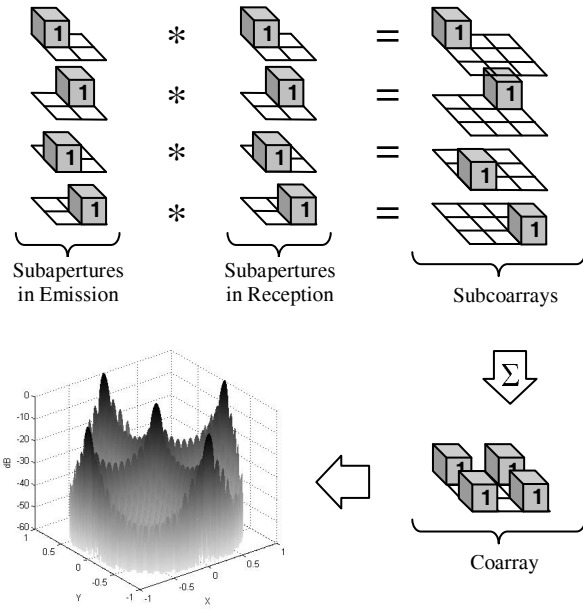 1 * 1 = 1
1 * 1 = 1
1 * 1 = 1
1 * 1 = 1
Subapertures
in Emission
Subapertures
in Reception
Subcoarrays
Σ
0
-10
-20
-30
-40
-50
-60
dB
1
0.5
0
-0.5
-1
Y
-1
-0.5
0
0.5
1
X
1 1
1 1
Coarray